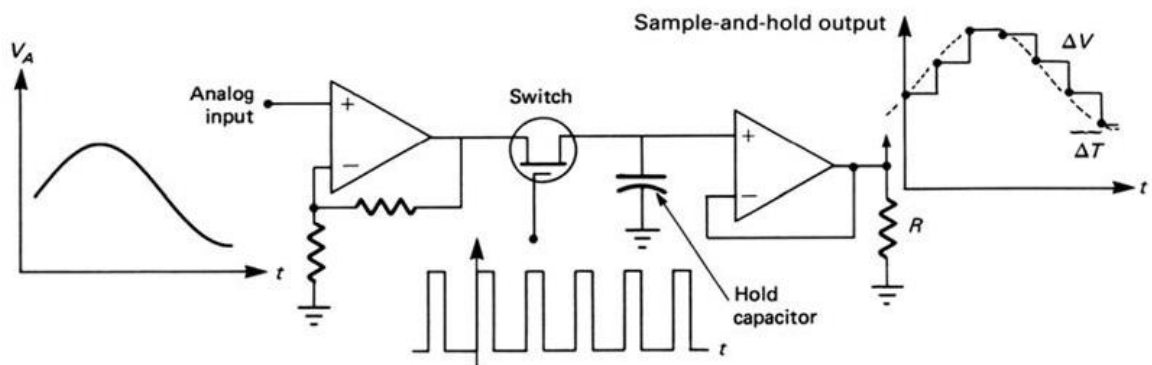 Sample-and-hold output
V_A
Analog
input
+
−
Switch
+
−
ΔV
ΔT
t
R
t
Hold
capacitor
t